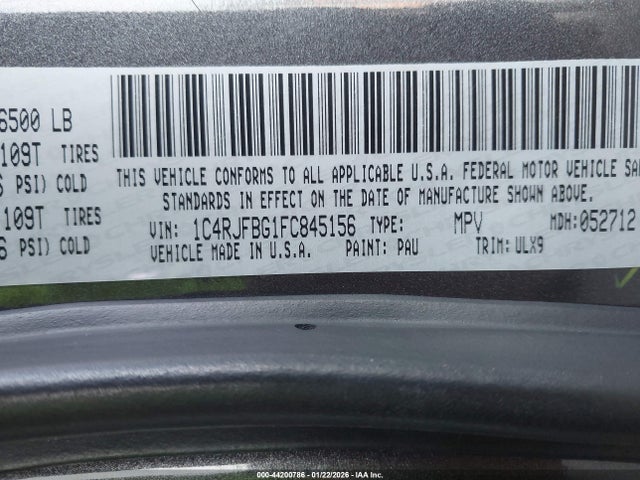 6500 LB
109T TIRES
PSI) COLD
109T TIRES
PSI) COLD
THIS VEHICLE CONFORMS TO ALL APPLICABLE U.S.A. FEDERAL MOTOR VEHICLE SA
STANDARDS IN EFFECT ON THE DATE OF MANUFACTURE SHOWN ABOVE.
VIN: 1C4RJFBG1FC845156 TYPE: MPV MDH:052712
VEHICLE MADE IN U.S.A. PAINT: PAU TRIM: ULX9
000-44200786 - 01/22/2026 - IAA Inc.